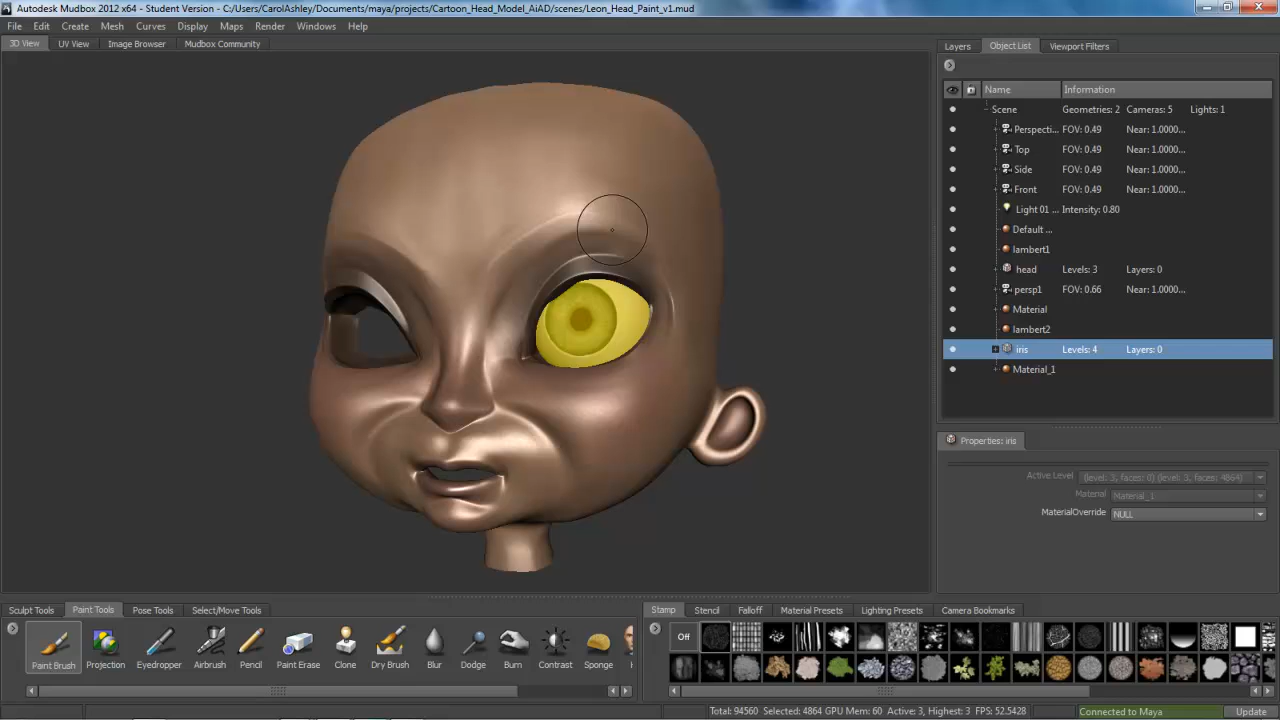 Autodesk Mudbox 2012 x64 - Student Version - C:/Users/CarolAshley/Documents/maya/projects/Cartoon_Head_Model_AiAD/scenes/Leon_Head_Paint_v1.mud
File Edit Create Mesh Curves Display Maps Render Windows Help
3D View UV View Image Browser Mudbox Community
Layers Object List Viewport Filters
Name Information
Scene Geometries: 2 Cameras: 5 Lights: 1
Perspecti... FOV: 0.49 Near: 1.0000...
Top FOV: 0.49 Near: 1.0000...
Side FOV: 0.49 Near: 1.0000...
Front FOV: 0.49 Near: 1.0000...
Light 01 ... Intensity: 0.80
Default ...
lambert1
head Levels: 3 Layers: 0
persp1 FOV: 0.66 Near: 1.0000...
Material
lambert2
iris Levels: 4 Layers: 0
Material_1
Properties: iris
Active Level (level: 3, faces: 0) (level: 3, faces: 4864)
Material Material_1
MaterialOverride NULL
Sculpt Tools Paint Tools Pose Tools Select/Move Tools
Paint Brush Projection Eyedropper Airbrush Pencil Paint Erase Clone Dry Brush Blur Dodge Burn Contrast Sponge
Stamp Stencil Falloff Material Presets Lighting Presets Camera Bookmarks
Off
Total: 94560 Selected: 4864 GPU Mem: 60 Active: 3, Highest: 3 FPS: 52.5428
Connected to Maya Update